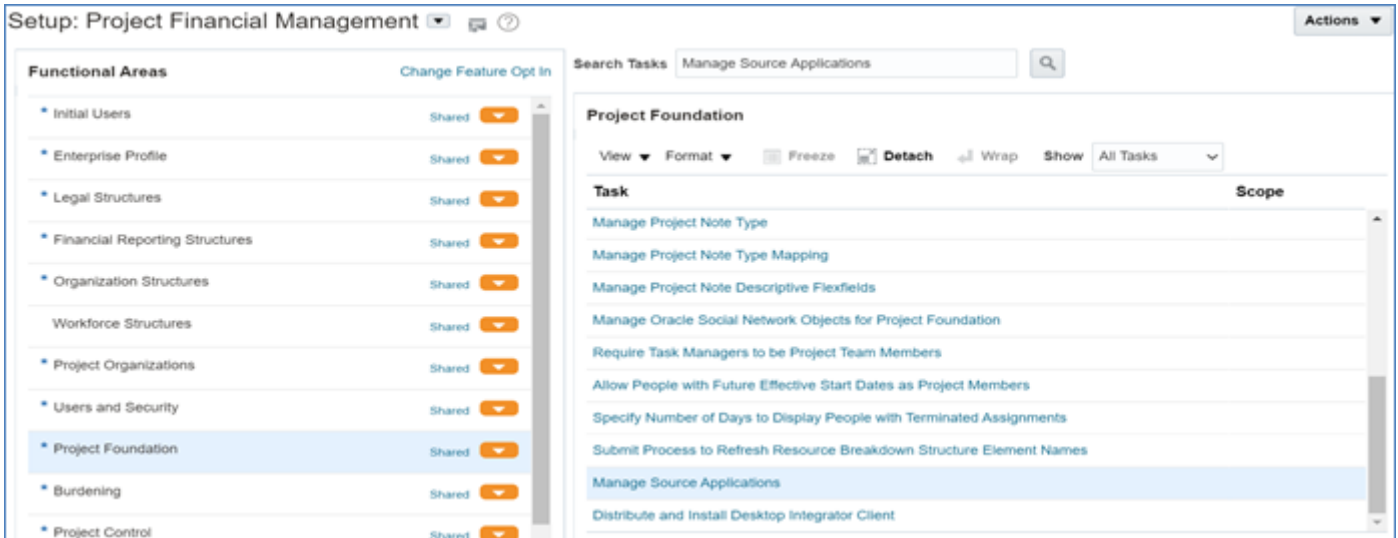 Setup: Project Financial Management
Actions
Functional Areas
Change Feature Opt In
* Initial Users Shared
* Enterprise Profile Shared
* Legal Structures Shared
* Financial Reporting Structures Shared
* Organization Structures Shared
Workforce Structures Shared
* Project Organizations Shared
* Users and Security Shared
* Project Foundation Shared
* Burdening Shared
* Project Control Shared
Search Tasks Manage Source Applications
Project Foundation
View Format Freeze Detach Wrap Show All Tasks
Task Scope
Manage Project Note Type
Manage Project Note Type Mapping
Manage Project Note Descriptive Flexfields
Manage Oracle Social Network Objects for Project Foundation
Require Task Managers to be Project Team Members
Allow People with Future Effective Start Dates as Project Members
Specify Number of Days to Display People with Terminated Assignments
Submit Process to Refresh Resource Breakdown Structure Element Names
Manage Source Applications
Distribute and Install Desktop Integrator Client